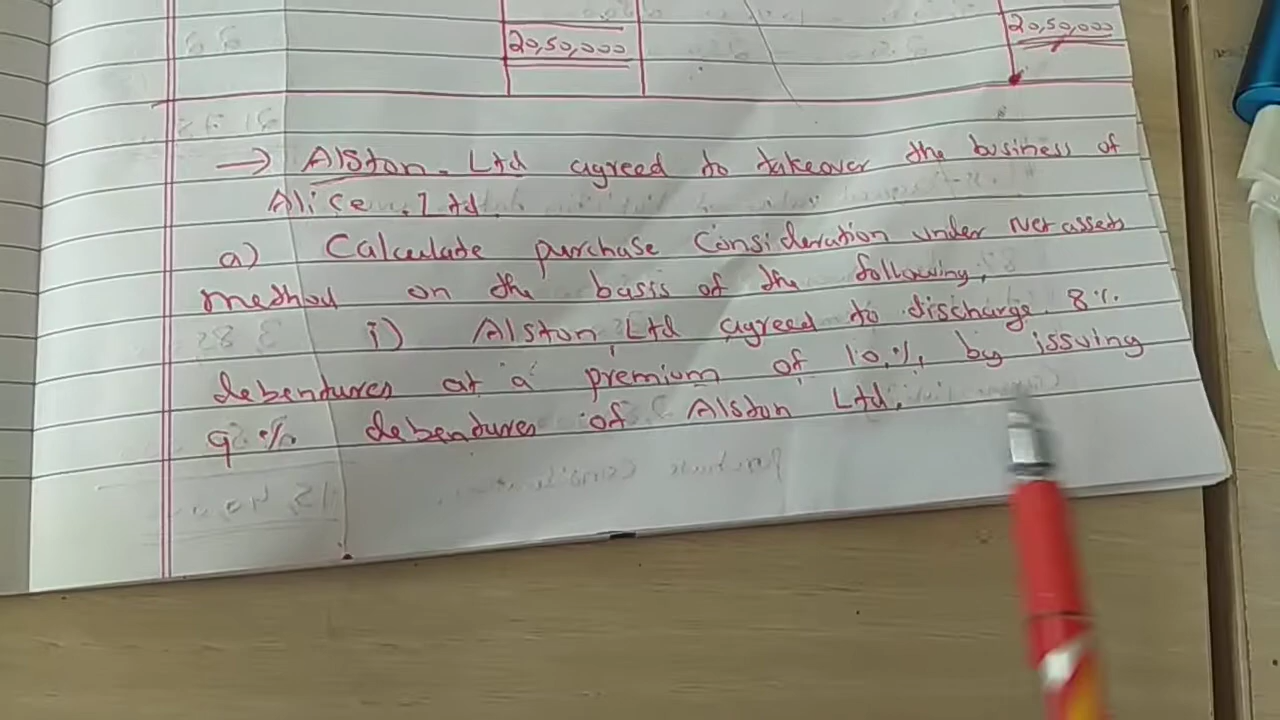 20,50,000 20,50,000
→ Alston. Ltd agreed to takeover the business of
Alice. Ltd.
a) Calculate purchase Consideration under Net assets
method on the basis of the following.
i) Alston Ltd agreed to discharge 8%
debentures at a premium of 10%, by issuing
9% debentures of Alston Ltd.